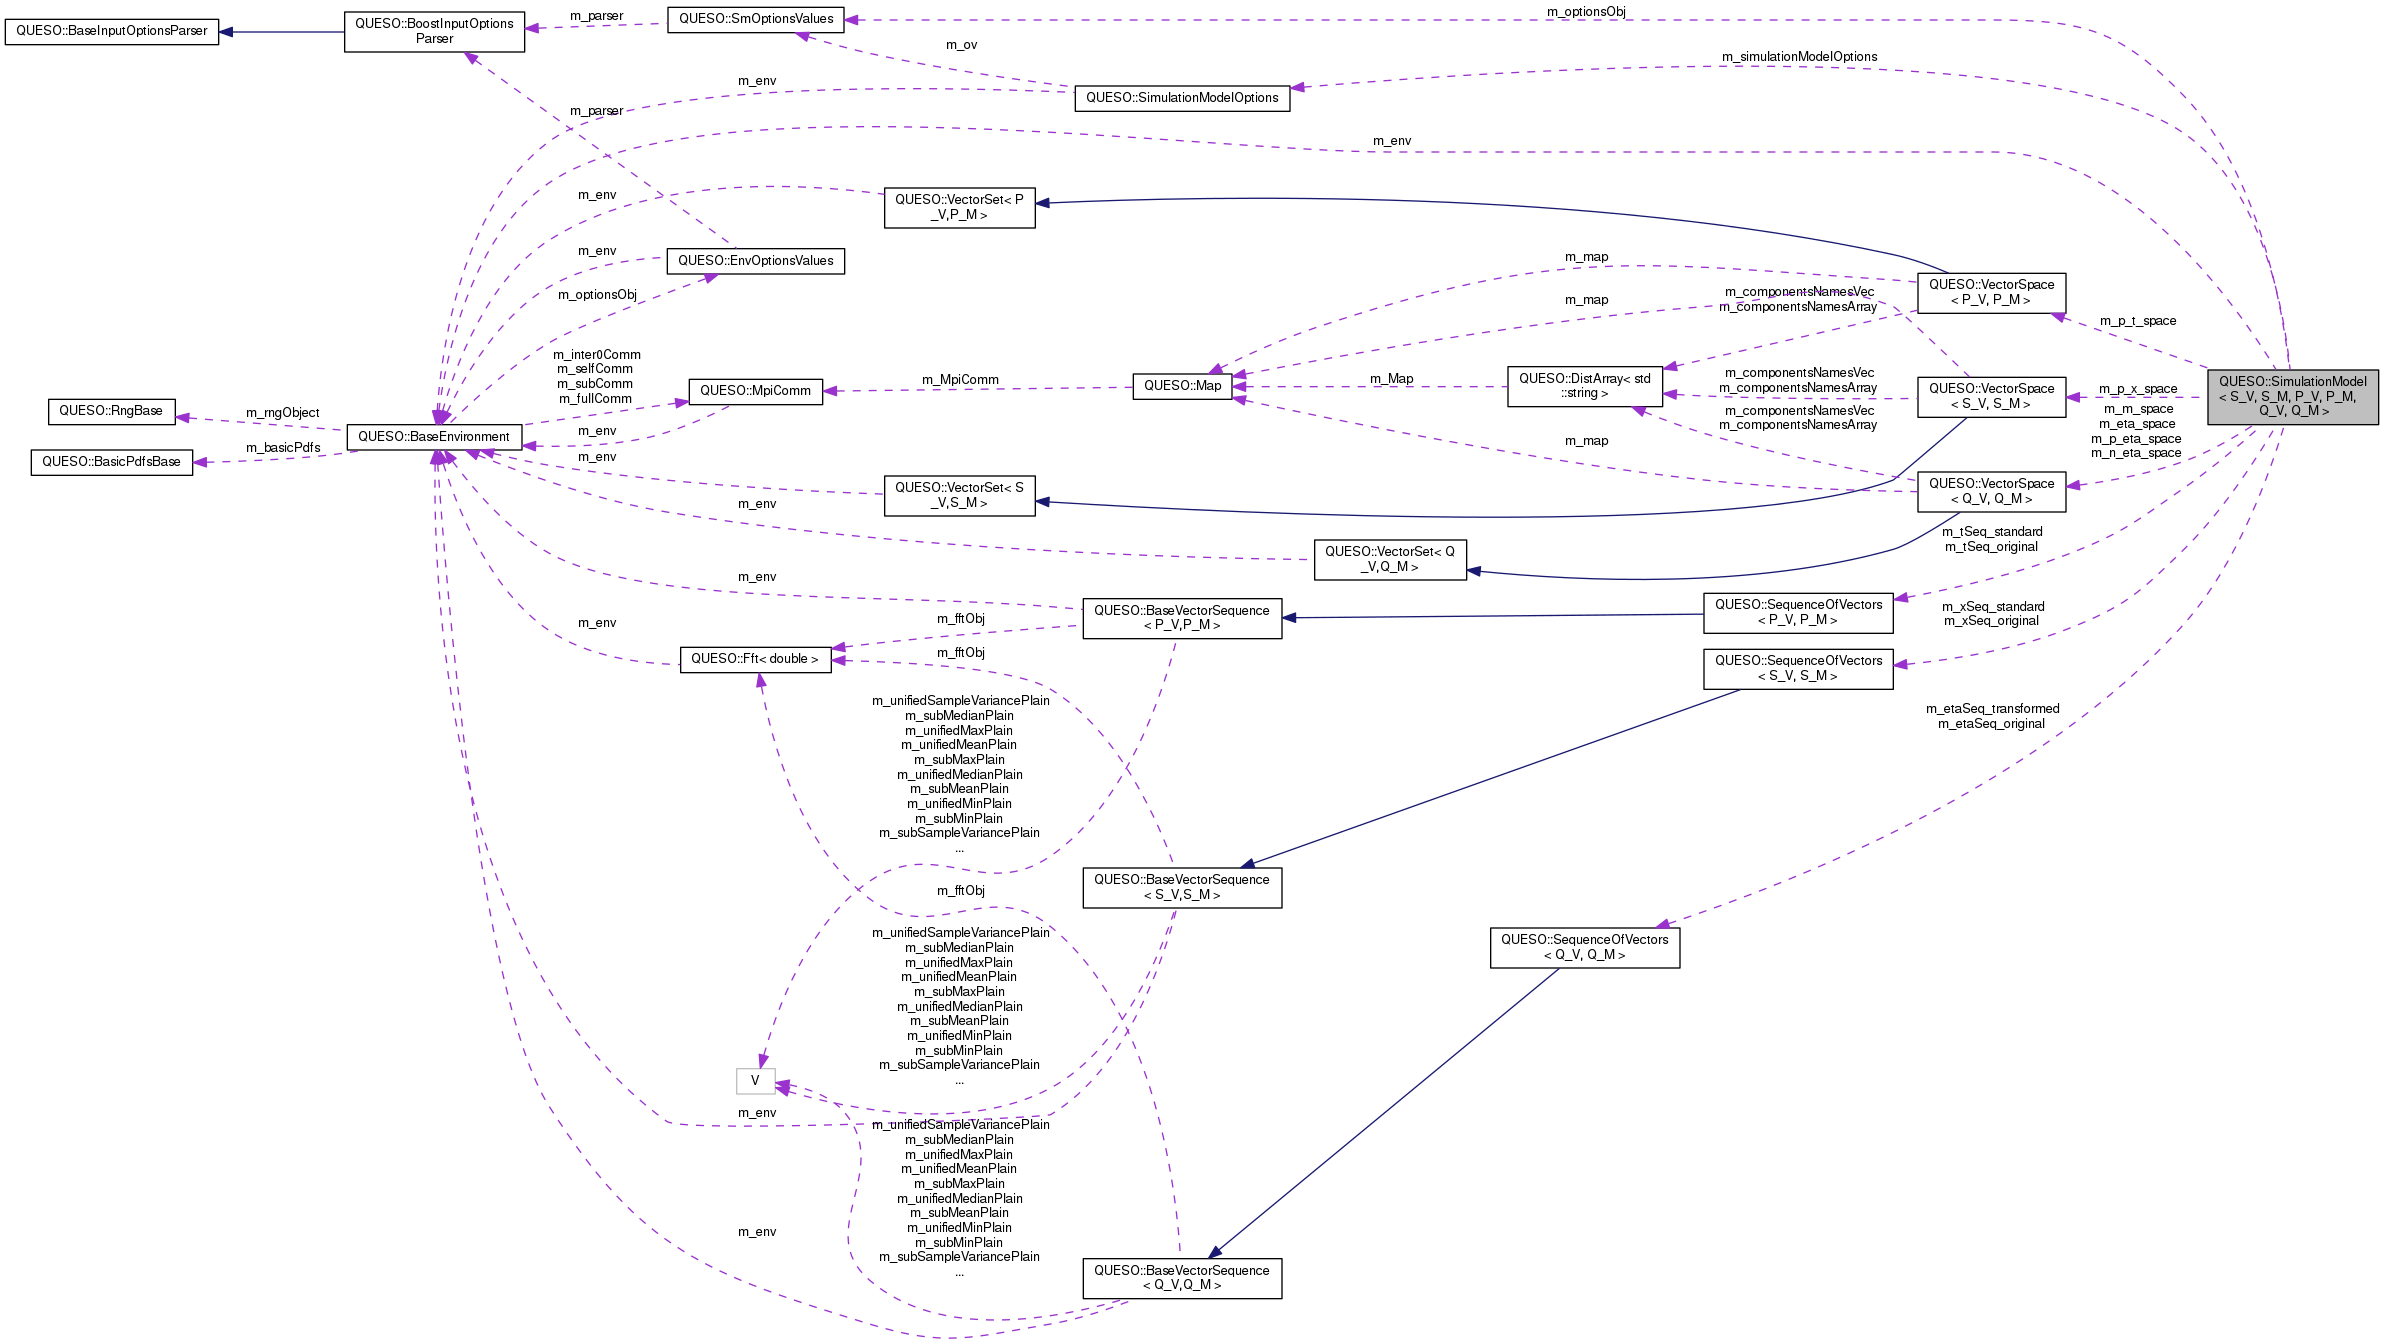 QUESO::BaseInputOptionsParser
QUESO::BoostInputOptions
Parser
m_parser
QUESO::SmOptionsValues
m_optionsObj
m_ov
m_simulationModelOptions
m_env
QUESO::SimulationModelOptions
m_parser
m_env
m_env
QUESO::VectorSet< P
_V,P_M >
m_env
QUESO::EnvOptionsValues
m_optionsObj
m_map
QUESO::VectorSpace
< P_V, P_M >
m_map
m_componentsNamesVec
m_componentsNamesArray
m_p_t_space
m_inter0Comm
m_selfComm
m_subComm
m_fullComm
QUESO::MpiComm
m_MpiComm
QUESO::Map
m_Map
QUESO::DistArray< std
::string >
m_componentsNamesVec
m_componentsNamesArray
QUESO::VectorSpace
< S_V, S_M >
m_p_x_space
QUESO::SimulationModel
< S_V, S_M, P_V, P_M,
Q_V, Q_M >
QUESO::RngBase
m_rngObject
QUESO::BaseEnvironment
m_env
m_componentsNamesVec
m_componentsNamesArray
m_m_space
m_eta_space
m_p_eta_space
m_n_eta_space
QUESO::BasicPdfsBase
m_basicPdfs
m_env
m_map
QUESO::VectorSet< S
_V,S_M >
QUESO::VectorSpace
< Q_V, Q_M >
m_env
QUESO::VectorSet< Q
_V,Q_M >
m_tSeq_standard
m_tSeq_original
m_env
QUESO::BaseVectorSequence
< P_V,P_M >
QUESO::SequenceOfVectors
< P_V, P_M >
m_xSeq_standard
m_xSeq_original
m_env
m_fftObj
QUESO::Fft< double >
m_fftObj
QUESO::SequenceOfVectors
< S_V, S_M >
m_unifiedSampleVariancePlain
m_subMedianPlain
m_unifiedMaxPlain
m_unifiedMeanPlain
m_subMaxPlain
m_unifiedMedianPlain
m_subMeanPlain
m_unifiedMinPlain
m_subMinPlain
m_subSampleVariancePlain
...
m_etaSeq_transformed
m_etaSeq_original
m_fftObj
QUESO::BaseVectorSequence
< S_V,S_M >
QUESO::SequenceOfVectors
< Q_V, Q_M >
m_unifiedSampleVariancePlain
m_subMedianPlain
m_unifiedMaxPlain
m_unifiedMeanPlain
m_subMaxPlain
m_unifiedMedianPlain
m_subMeanPlain
m_unifiedMinPlain
m_subMinPlain
m_subSampleVariancePlain
...
V
m_env
m_unifiedSampleVariancePlain
m_subMedianPlain
m_unifiedMaxPlain
m_unifiedMeanPlain
m_subMaxPlain
m_unifiedMedianPlain
m_subMeanPlain
m_unifiedMinPlain
m_subMinPlain
m_subSampleVariancePlain
...
m_env
QUESO::BaseVectorSequence
< Q_V,Q_M >